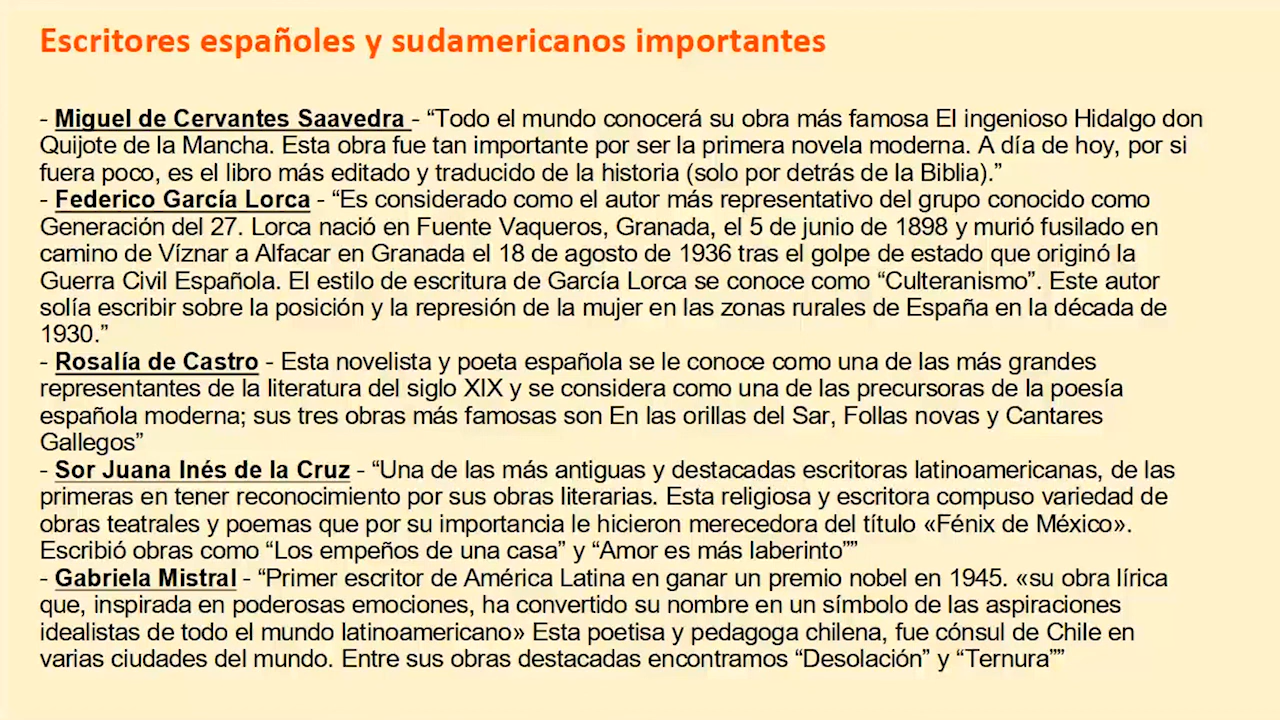 Escritores españoles y sudamericanos importantes
- Miguel de Cervantes Saavedra - “Todo el mundo conocerá su obra más famosa El ingenioso Hidalgo don
Quijote de la Mancha. Esta obra fue tan importante por ser la primera novela moderna. A día de hoy, por si
fuera poco, es el libro más editado y traducido de la historia (solo por detrás de la Biblia).”
- Federico García Lorca - “Es considerado como el autor más representativo del grupo conocido como
Generación del 27. Lorca nació en Fuente Vaqueros, Granada, el 5 de junio de 1898 y murió fusilado en
camino de Víznar a Alfacar en Granada el 18 de agosto de 1936 tras el golpe de estado que originó la
Guerra Civil Española. El estilo de escritura de García Lorca se conoce como “Culteranismo”. Este autor
solía escribir sobre la posición y la represión de la mujer en las zonas rurales de España en la década de
1930.”
- Rosalía de Castro - Esta novelista y poeta española se le conoce como una de las más grandes
representantes de la literatura del siglo XIX y se considera como una de las precursoras de la poesía
española moderna; sus tres obras más famosas son En las orillas del Sar, Follas novas y Cantares
Gallegos”
- Sor Juana Inés de la Cruz - “Una de las más antiguas y destacadas escritoras latinoamericanas, de las
primeras en tener reconocimiento por sus obras literarias. Esta religiosa y escritora compuso variedad de
obras teatrales y poemas que por su importancia le hicieron merecedora del título «Fénix de México».
Escribió obras como “Los empeños de una casa” y “Amor es más laberinto””
- Gabriela Mistral - “Primer escritor de América Latina en ganar un premio nobel en 1945. «su obra lírica
que, inspirada en poderosas emociones, ha convertido su nombre en un símbolo de las aspiraciones
idealistas de todo el mundo latinoamericano» Esta poetisa y pedagoga chilena, fue cónsul de Chile en
varias ciudades del mundo. Entre sus obras destacadas encontramos “Desolación” y “Ternura””